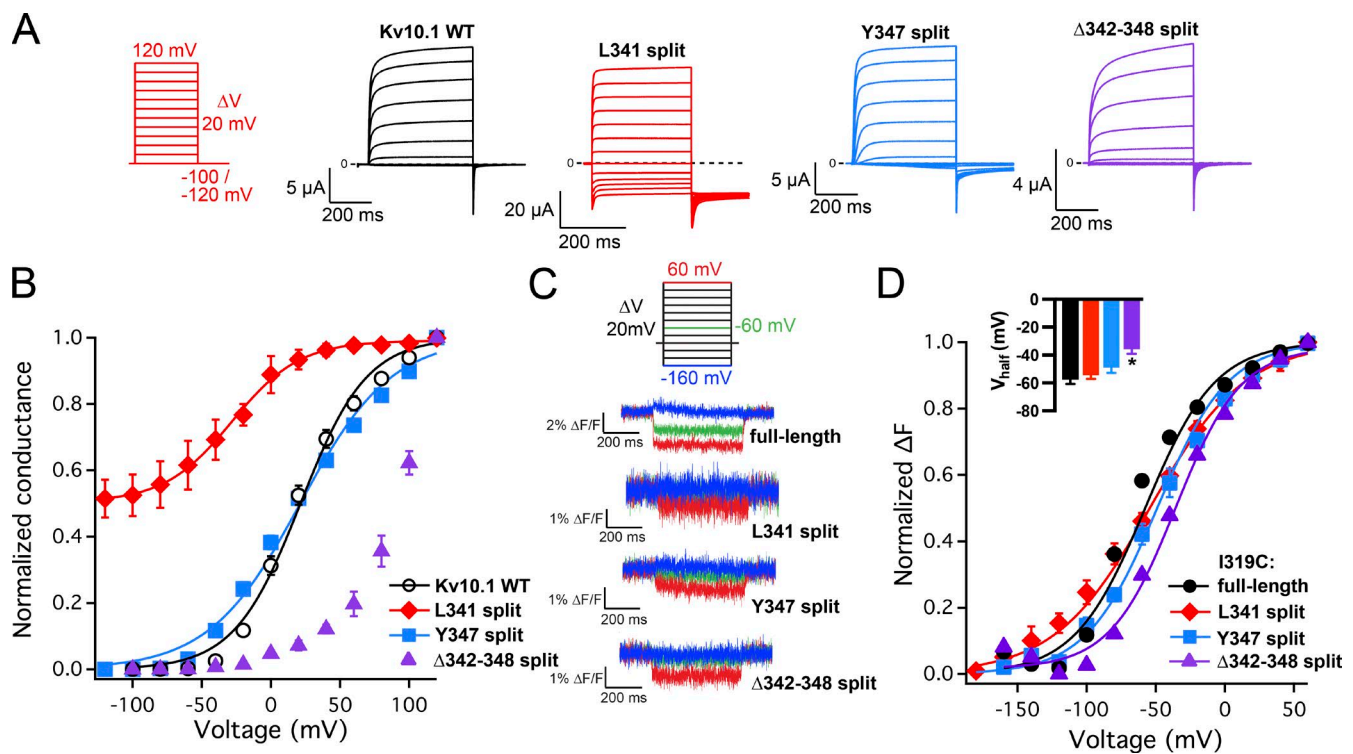 A
120 mV
ΔV
20 mV
-100 /
-120 mV
Kv10.1 WT
0
5 µA
200 ms
L341 split
0
20 µA
200 ms
Y347 split
0
5 µA
200 ms
Δ342-348 split
0
4 µA
200 ms
B
Normalized conductance
1.0
0.8
0.6
0.4
0.2
0.0
-100
-50
0
50
100
Voltage (mV)
Kv10.1 WT
L341 split
Y347 split
Δ342-348 split
C
60 mV
ΔV
20mV
-60 mV
-160 mV
2% ΔF/F
200 ms
full-length
1% ΔF/F
200 ms
L341 split
1% ΔF/F
200 ms
Y347 split
1% ΔF/F
200 ms
Δ342-348 split
D
Normalized ΔF
1.0
0.8
0.6
0.4
0.2
0.0
-150
-100
-50
0
50
Voltage (mV)
Vhalf (mV)
0
-20
-40
-60
-80
*
I319C:
full-length
L341 split
Y347 split
Δ342-348 split